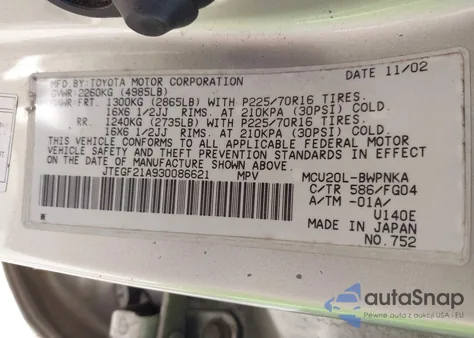 MFD BY: TOYOTA MOTOR CORPORATION DATE 11/02
GVWR: 2260KG (4985LB)
GAWR FRT. 1300KG (2865LB) WITH P225/70R16 TIRES.
16X6 1/2JJ RIMS, AT 210KPA (30PSI) COLD.
RR. 1240KG (2735LB) WITH P225/70R16 TIRES.
16X6 1/2JJ RIMS, AT 210KPA (30PSI) COLD.
THIS VEHICLE CONFORMS TO ALL APPLICABLE FEDERAL MOTOR
VEHICLE SAFETY AND THEFT PREVENTION STANDARDS IN EFFECT
ON THE DATE OF MANUFACTURE SHOWN ABOVE.
JTEGF21A930086621 MPV MCU20L-BWPNKA
C/TR 586/FG04
A/TM -01A/
U140E
MADE IN JAPAN
NO.752
autoSnap
Auta z aukcji USA - EU